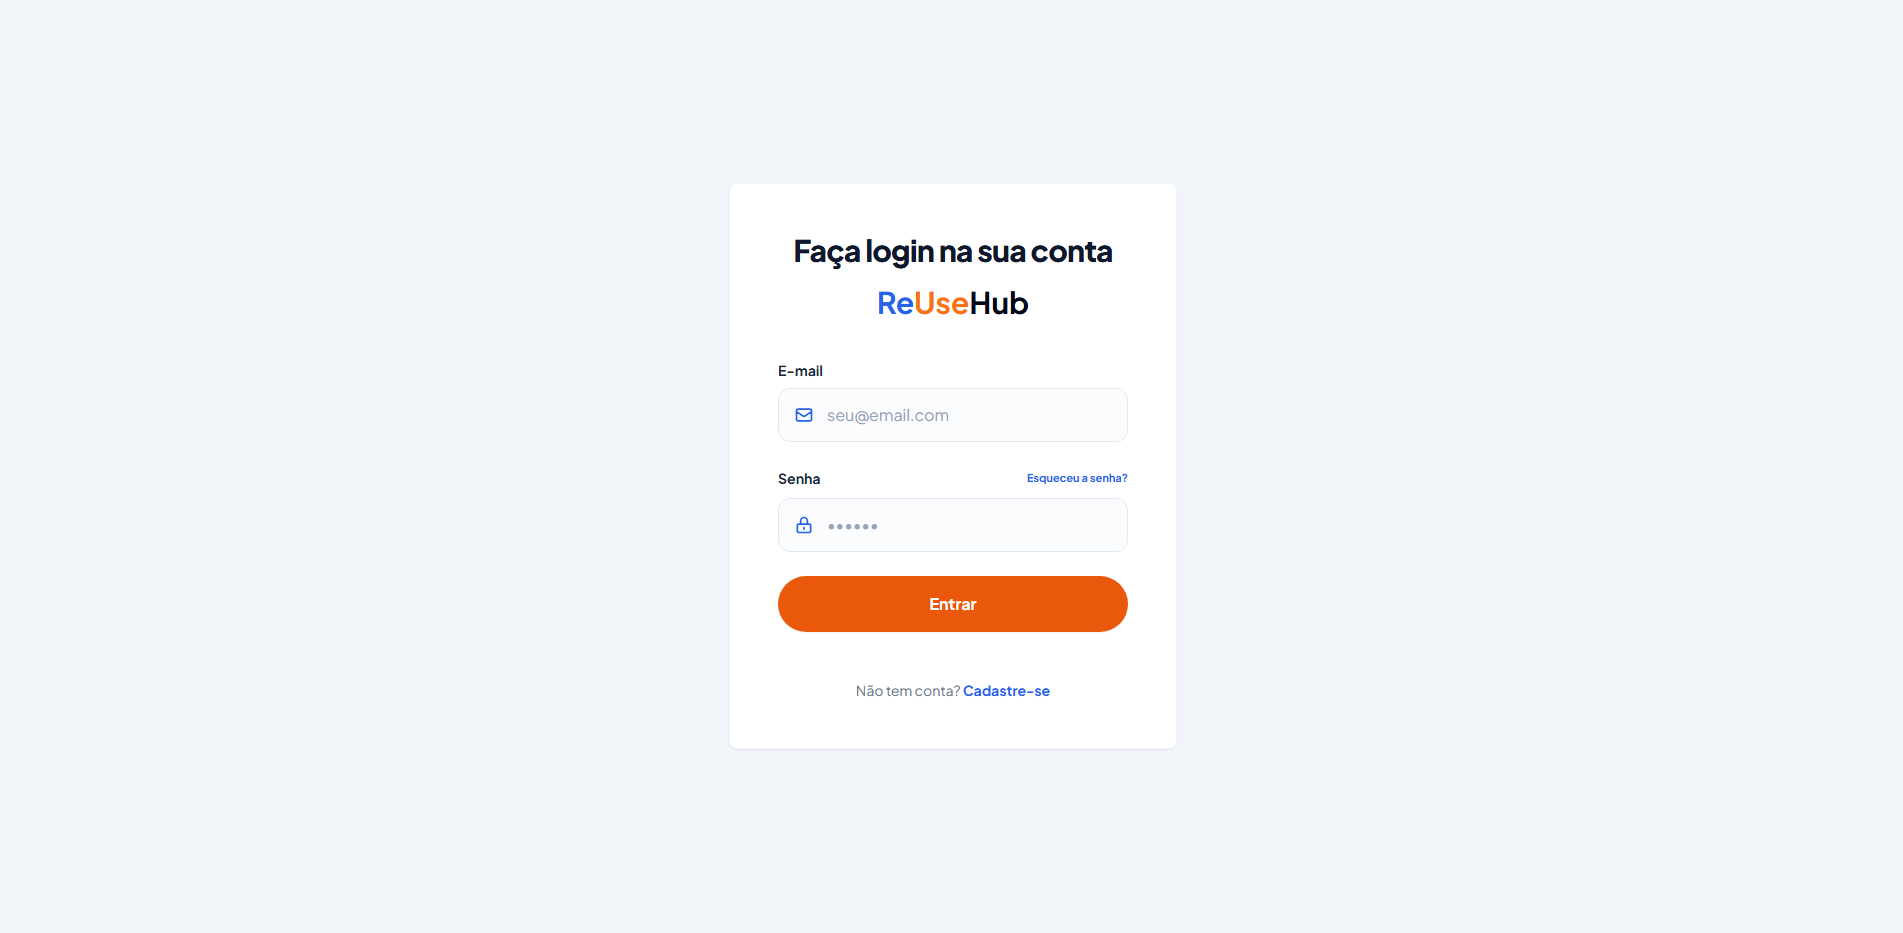 Faça login na sua conta
ReUseHub
E-mail
seu@email.com
Senha Esqueceu a senha?
••••••
Entrar
Não tem conta? Cadastre-se